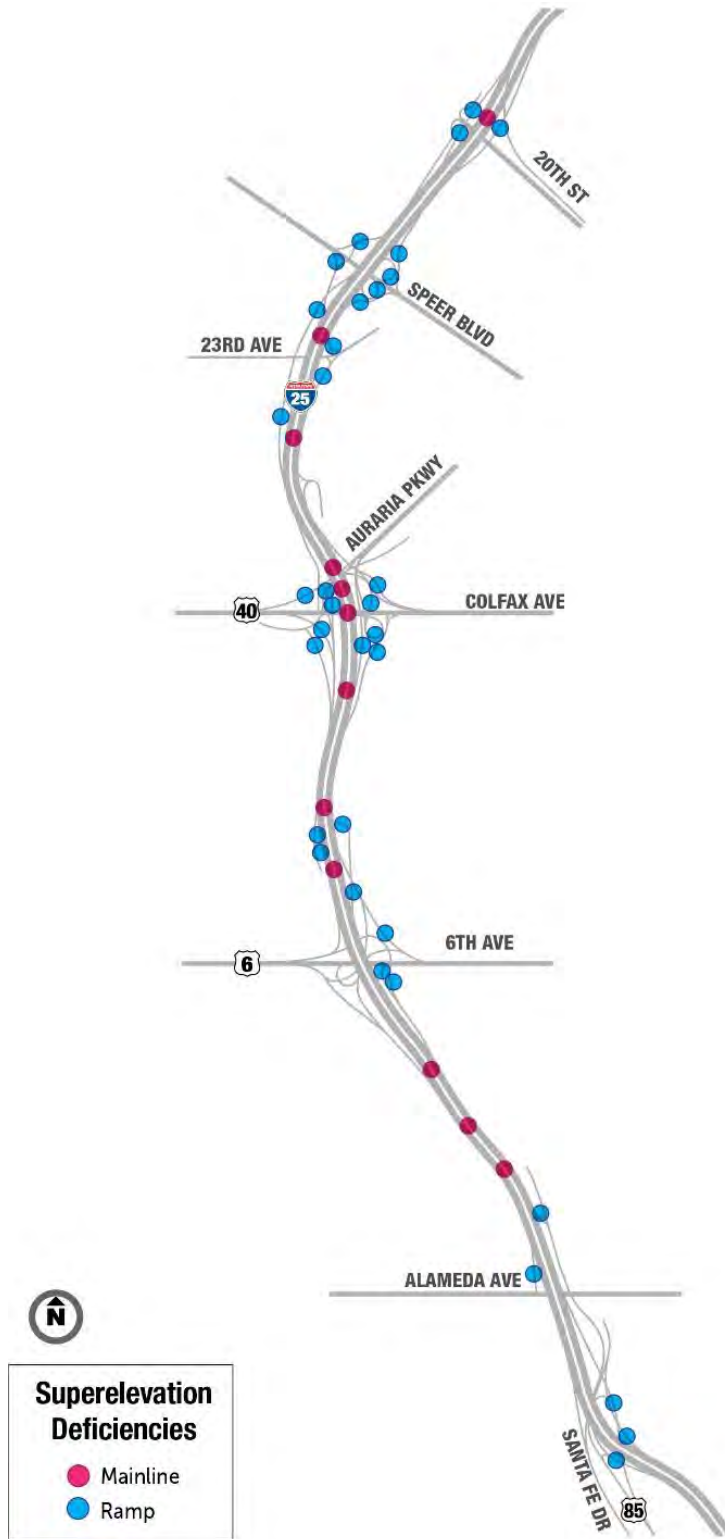 20TH ST
SPEER BLVD
23RD AVE
25
AURARIA PKWY
40
COLFAX AVE
6
6TH AVE
ALAMEDA AVE
N
Superelevation
Deficiencies
Mainline
Ramp
SANTA FE DR
85